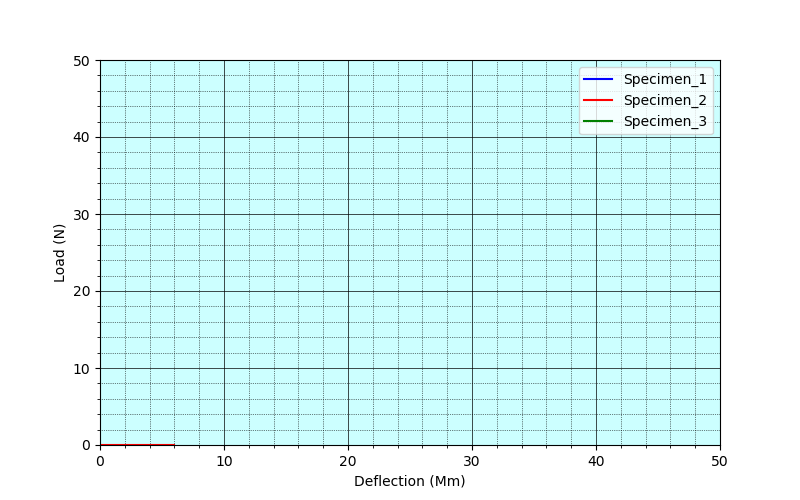 50
40
30
20
10
0
0 10 20 30 40 50
Load (N)
Deflection (Mm)
Specimen_1
Specimen_2
Specimen_3